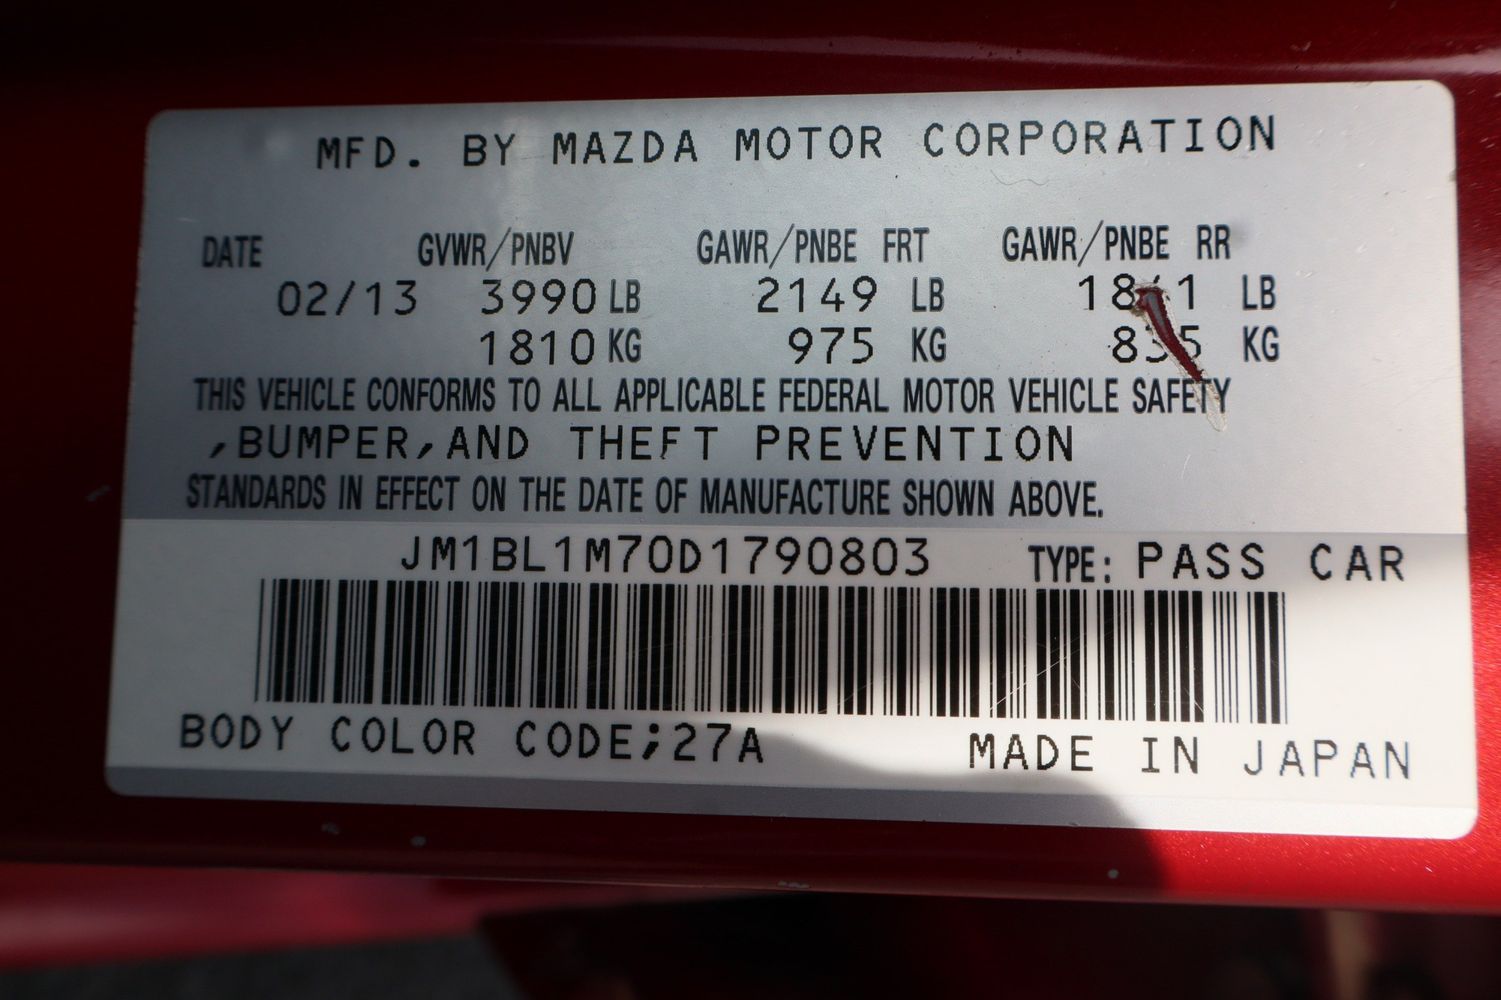 MFD. BY MAZDA MOTOR CORPORATION
DATE GVWR/PNBV GAWR/PNBE FRT GAWR/PNBE RR
02/13 3990 LB 2149 LB LB
1810 KG 975 KG 835 KG
THIS VEHICLE CONFORMS TO ALL APPLICABLE FEDERAL MOTOR VEHICLE SAFETY
,BUMPER,AND THEFT PREVENTION
STANDARDS IN EFFECT ON THE DATE OF MANUFACTURE SHOWN ABOVE.
JM1BL1M70D1790803 TYPE: PASS CAR
BODY COLOR CODE;27A MADE IN JAPAN